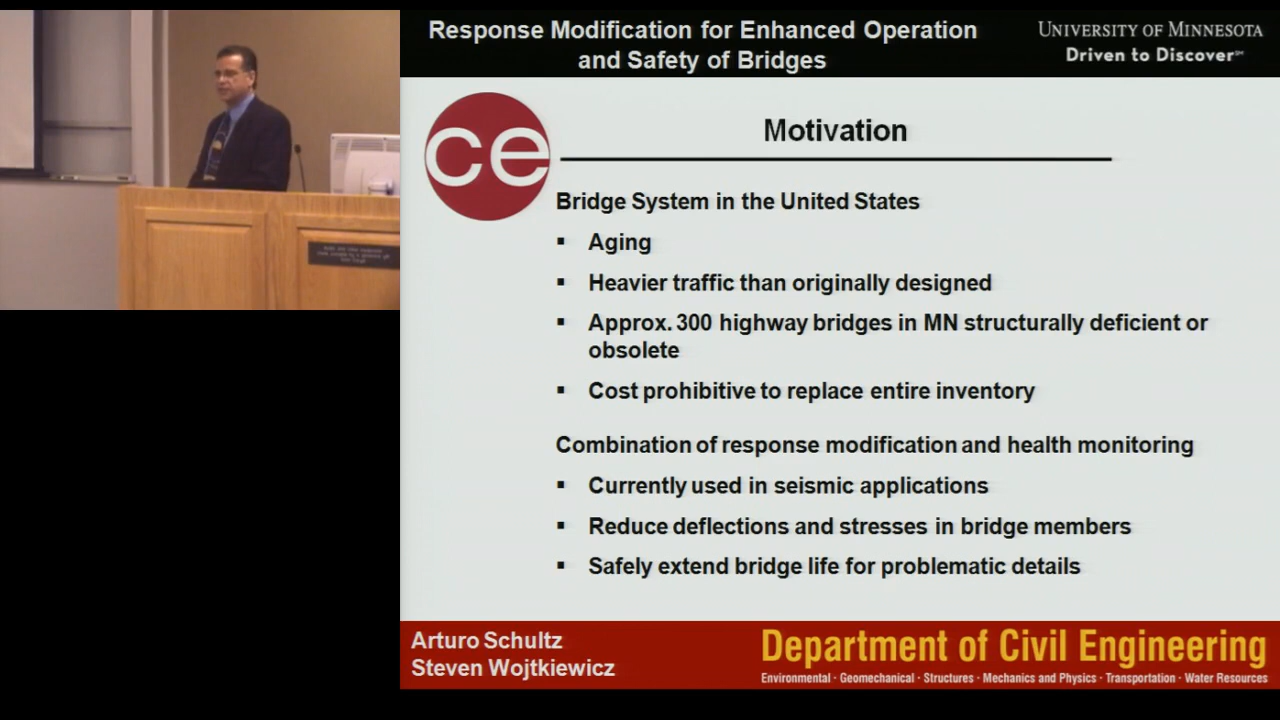 Response Modification for Enhanced Operation
and Safety of Bridges
UNIVERSITY OF MINNESOTA
Driven to Discover℠
ce
Motivation
Bridge System in the United States
▪ Aging
▪ Heavier traffic than originally designed
▪ Approx. 300 highway bridges in MN structurally deficient or
obsolete
▪ Cost prohibitive to replace entire inventory
Combination of response modification and health monitoring
▪ Currently used in seismic applications
▪ Reduce deflections and stresses in bridge members
▪ Safely extend bridge life for problematic details
Arturo Schultz
Steven Wojtkiewicz
Department of Civil Engineering
Environmental · Geomechanical · Structures · Mechanics and Physics · Transportation · Water Resources